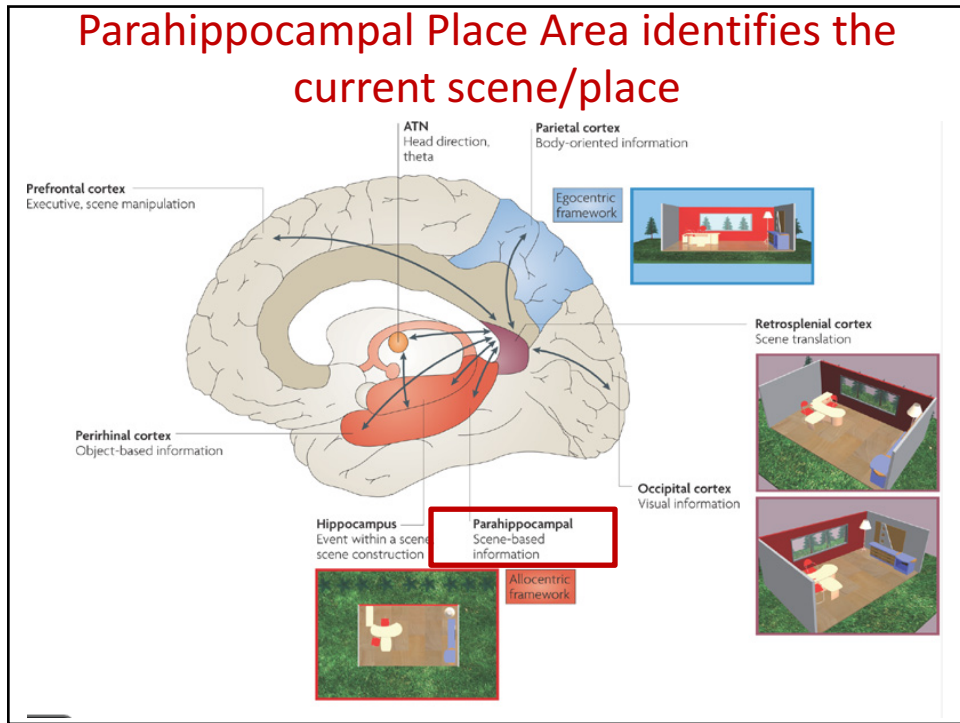 Parahippocampal Place Area identifies the
current scene/place
ATN
Head direction,
theta
Parietal cortex
Body-oriented information
Prefrontal cortex
Executive, scene manipulation
Egocentric
framework
Retrosplenial cortex
Scene translation
Perirhinal cortex
Object-based information
Occipital cortex
Visual information
Hippocampus
Event within a scene
scene construction
Parahippocampal
Scene-based
information
Allocentric
framework